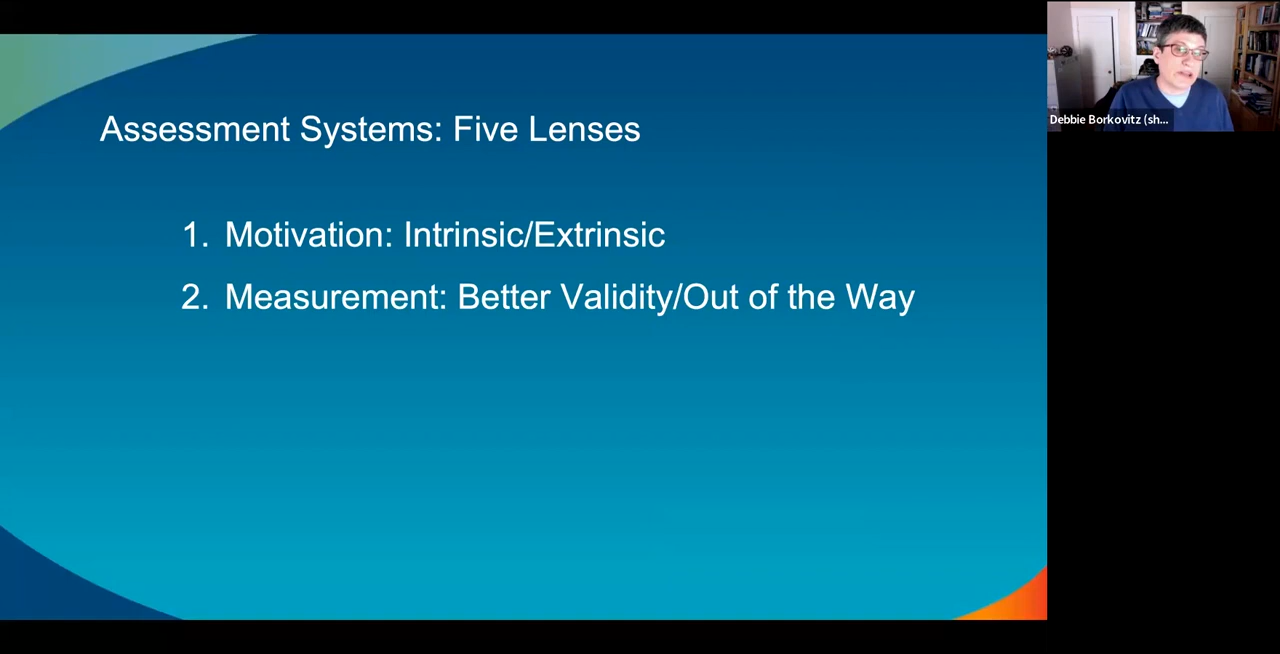 Assessment Systems: Five Lenses
1. Motivation: Intrinsic/Extrinsic
2. Measurement: Better Validity/Out of the Way
Debbie Borkovitz (sh...